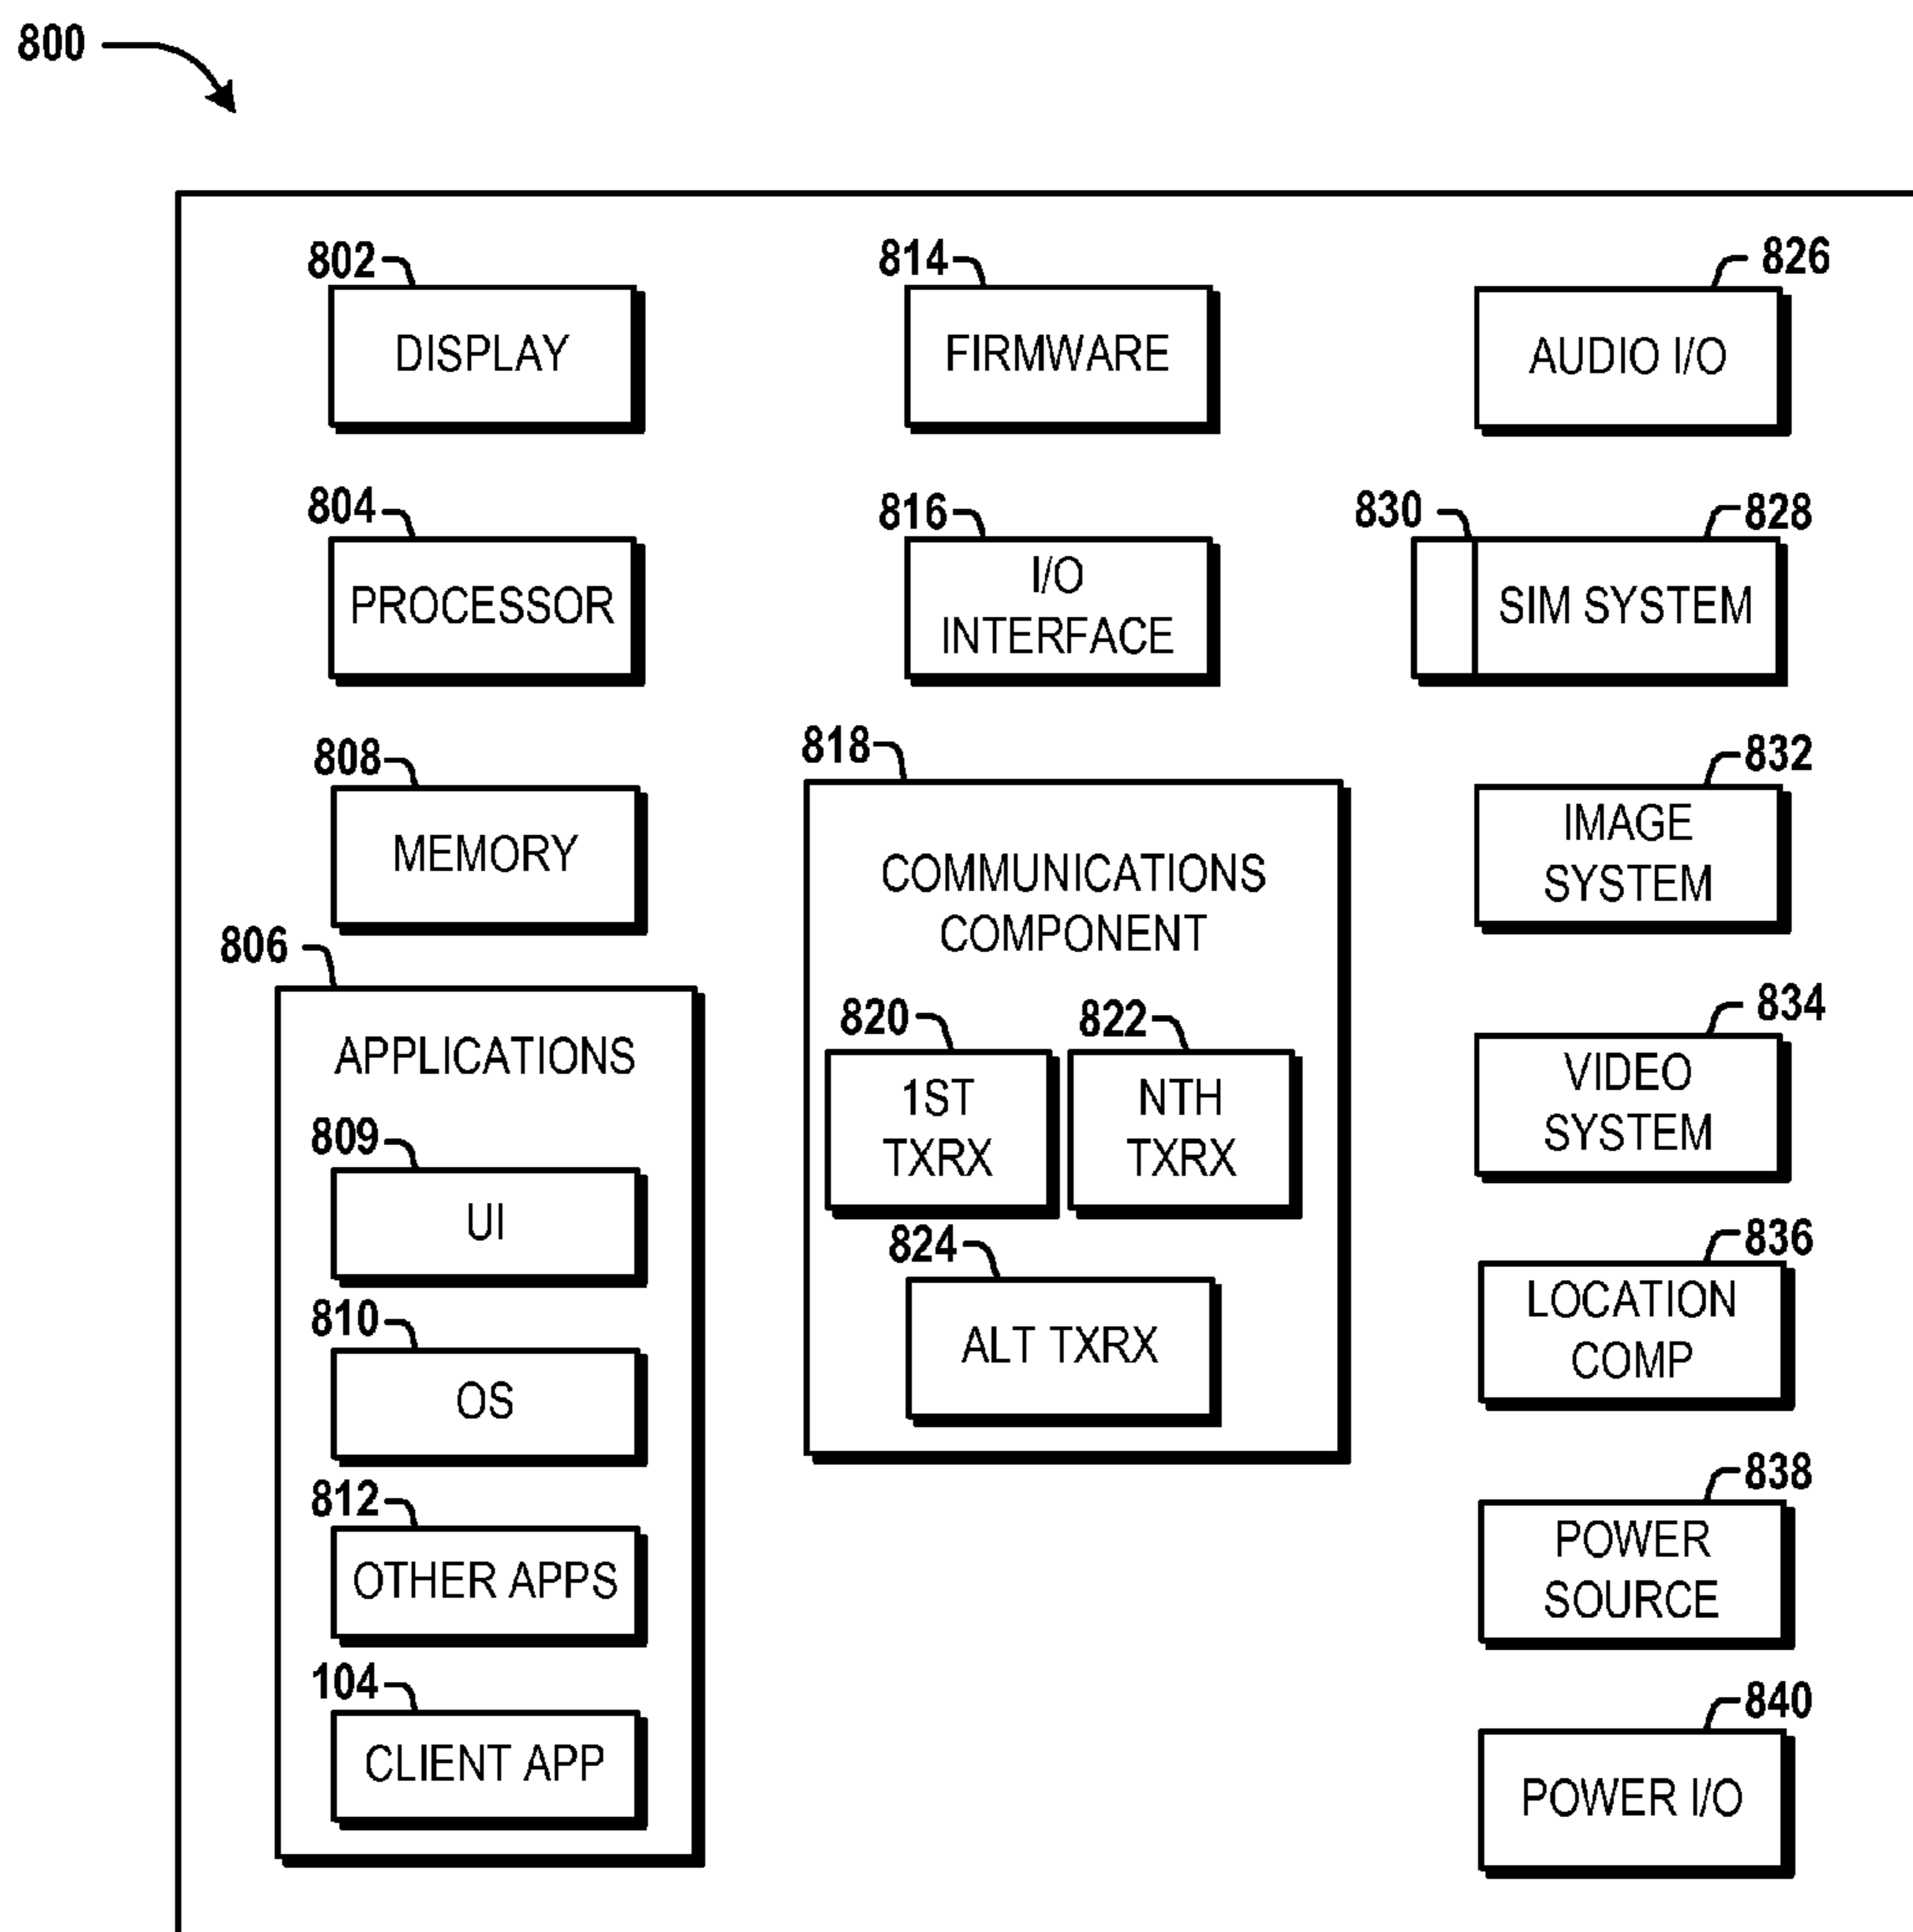 800
802
DISPLAY
804
PROCESSOR
808
MEMORY
806
APPLICATIONS
809
UI
810
OS
812
OTHER APPS
104
CLIENT APP
814
FIRMWARE
816
I/O
INTERFACE
818
COMMUNICATIONS
COMPONENT
820
1ST
TXRX
822
NTH
TXRX
824
ALT TXRX
826
AUDIO I/O
830
828
SIM SYSTEM
832
IMAGE
SYSTEM
834
VIDEO
SYSTEM
836
LOCATION
COMP
838
POWER
SOURCE
840
POWER I/O